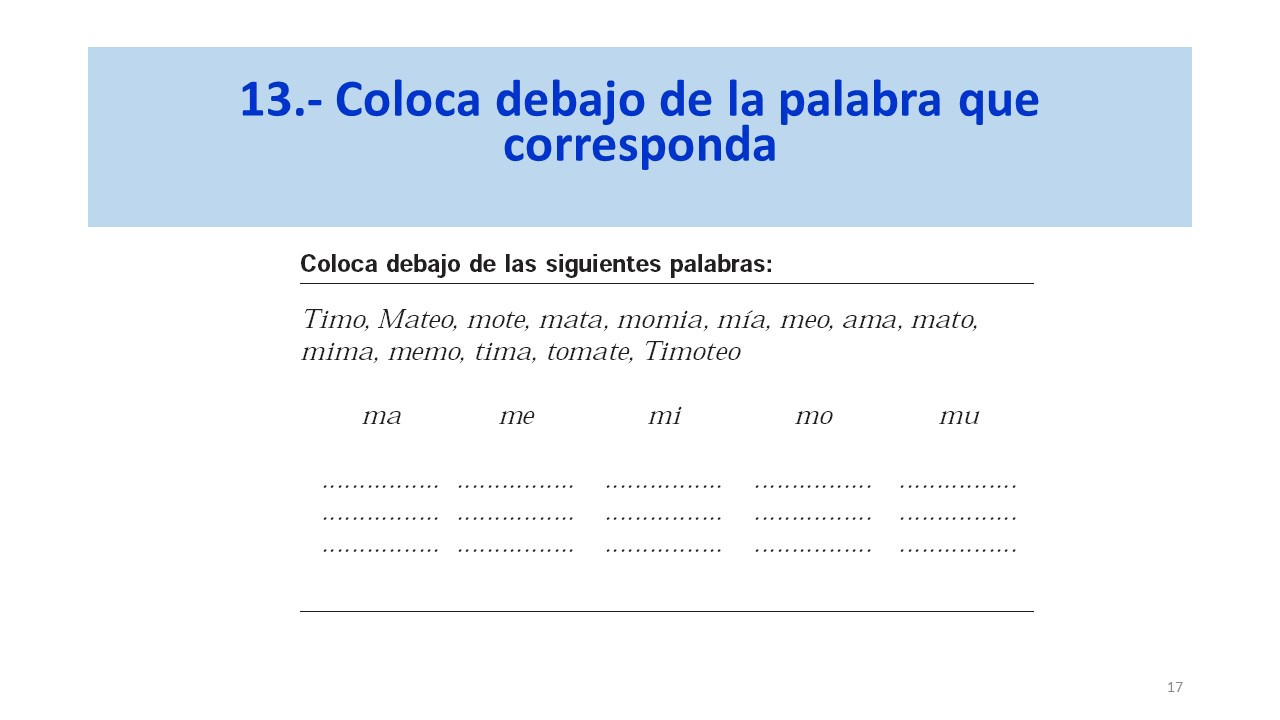 13.- Coloca debajo de la palabra que
corresponda
Coloca debajo de las siguientes palabras:
Timo, Mateo, mote, mata, momia, mía, meo, ama, mato,
mima, memo, tima, tomate, Timoteo
ma me mi mo mu
................ ................ ................ ................ ................
................ ................ ................ ................ ................
................ ................ ................ ................ ................
17